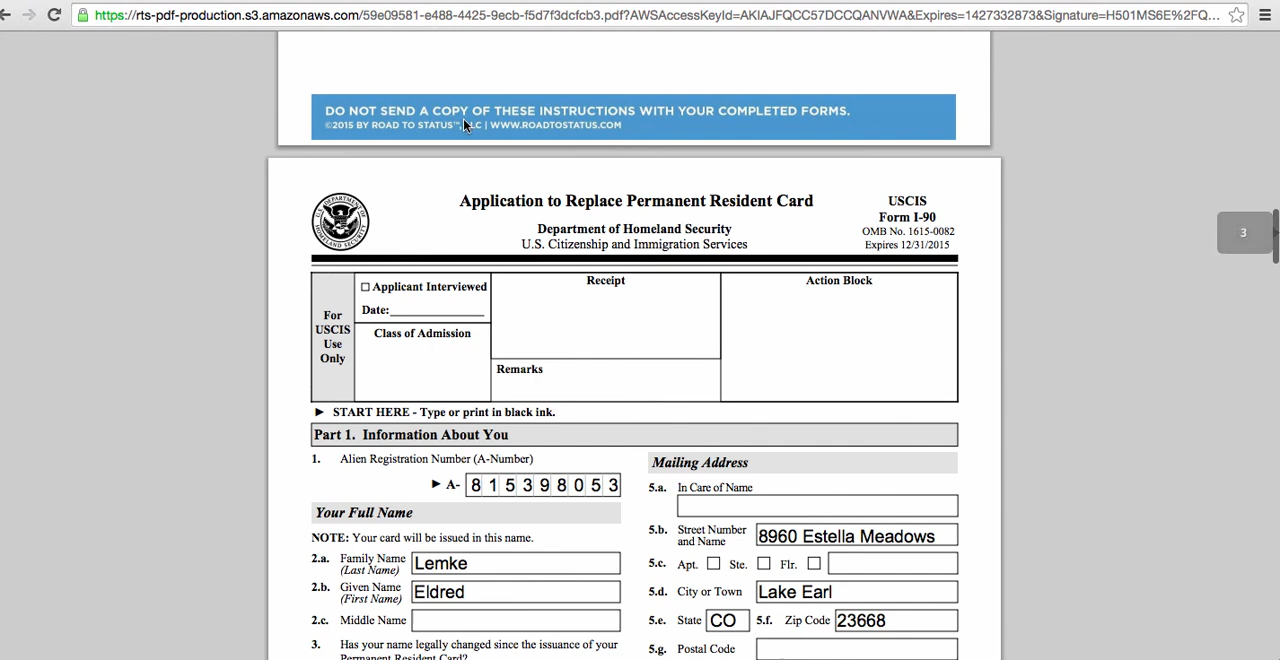 https://rts-pdf-production.s3.amazonaws.com/59e09581-e488-4425-9ecb-f5d7f3dcfcb3.pdf?AWSAccessKeyId=AKIAJFQCC57DCCQANVWA&Expires=1427332873&Signature=H501MS6E%2FQ...
DO NOT SEND A COPY OF THESE INSTRUCTIONS WITH YOUR COMPLETED FORMS.
©2015 BY ROAD TO STATUS™, LLC | WWW.ROADTOSTATUS.COM
3
Application to Replace Permanent Resident Card
Department of Homeland Security
U.S. Citizenship and Immigration Services
USCIS
Form I-90
OMB No. 1615-0082
Expires 12/31/2015
For
USCIS
Use
Only
Applicant Interviewed
Date:
Class of Admission
Receipt
Remarks
Action Block
► START HERE - Type or print in black ink.
Part 1. Information About You
1. Alien Registration Number (A-Number)
► A- 8 1 5 3 9 8 0 5 3
Your Full Name
NOTE: Your card will be issued in this name.
2.a. Family Name
(Last Name)
Lemke
2.b. Given Name
(First Name)
Eldred
2.c. Middle Name
3. Has your name legally changed since the issuance of your
Permanent Resident Card?
Mailing Address
5.a. In Care of Name
5.b. Street Number
and Name
8960 Estella Meadows
5.c. Apt. Ste. Flr.
5.d. City or Town Lake Earl
5.e. State CO 5.f. Zip Code 23668
5.g. Postal Code